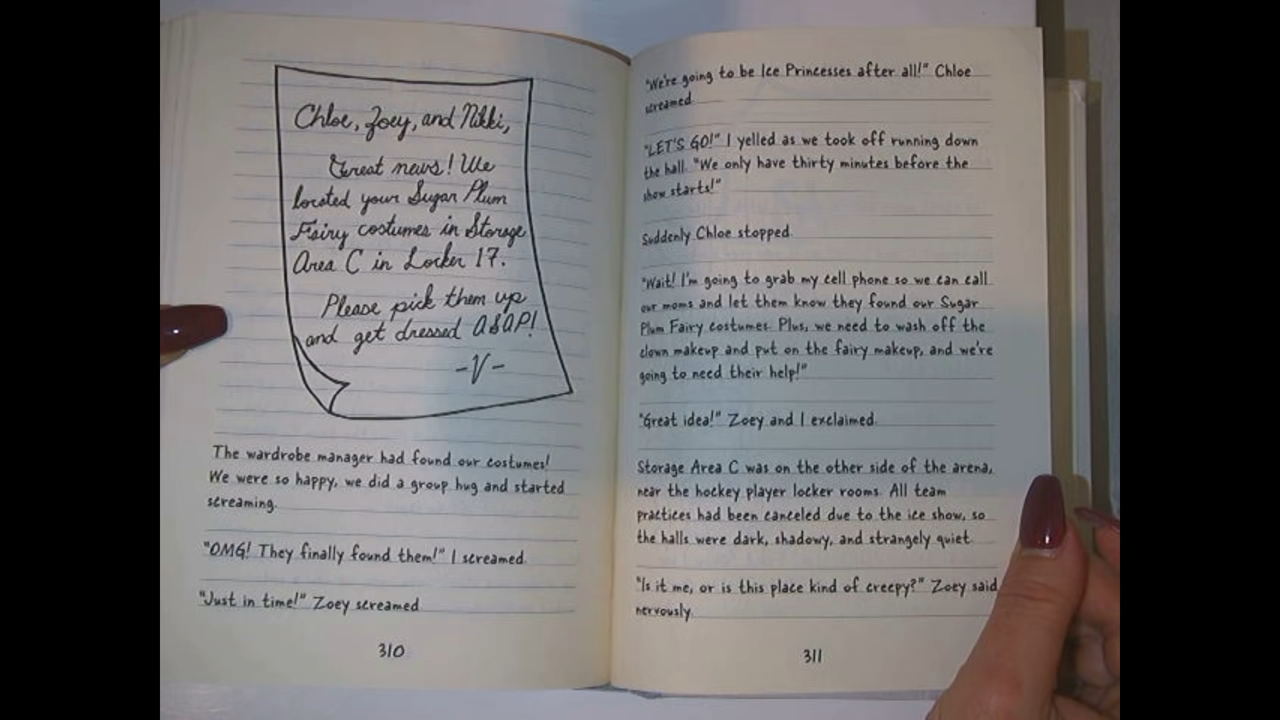 Chloe, Zoey, and Nikki,
Great news! We
located your Sugar Plum
Fairy costumes in Storage
Area C in Locker 17.
Please pick them up
and get dressed ASAP!
-V-
The wardrobe manager had found our costumes!
We were so happy, we did a group hug and started
screaming.
"OMG! They finally found them!" I screamed.
"Just in time!" Zoey screamed
310
"We're going to be Ice Princesses after all!" Chloe
screamed.
"LET'S GO!" I yelled as we took off running down
the hall. "We only have thirty minutes before the
show starts!"
Suddenly Chloe stopped.
"Wait! I'm going to grab my cell phone so we can call
our moms and let them know they found our Sugar
Plum Fairy costumes. Plus, we need to wash off the
clown makeup and put on the fairy makeup, and we're
going to need their help!"
"Great idea!" Zoey and I exclaimed.
Storage Area C was on the other side of the arena,
near the hockey player locker rooms. All team
practices had been canceled due to the ice show, so
the halls were dark, shadowy, and strangely quiet.
"Is it me, or is this place kind of creepy?" Zoey said
nervously.
311